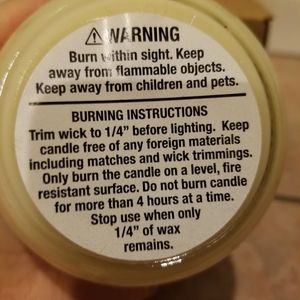 ⚠WARNING
Burn within sight. Keep
away from flammable objects.
Keep away from children and pets.
BURNING INSTRUCTIONS
Trim wick to 1/4” before lighting. Keep
candle free of any foreign materials
including matches and wick trimmings.
Only burn the candle on a level, fire
resistant surface. Do not burn candle
for more than 4 hours at a time.
Stop use when only
1/4” of wax
remains.